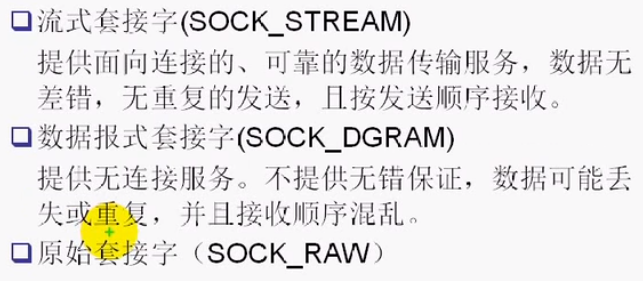 流式套接字(SOCK_STREAM)
提供面向连接的、可靠的数据传输服务，数据无
差错，无重复的发送，且按发送顺序接收。
数据报式套接字(SOCK_DGRAM)
提供无连接服务。不提供无错保证，数据可能丢
失或重复，并且接收顺序混乱。
原始套接字（SOCK_RAW）